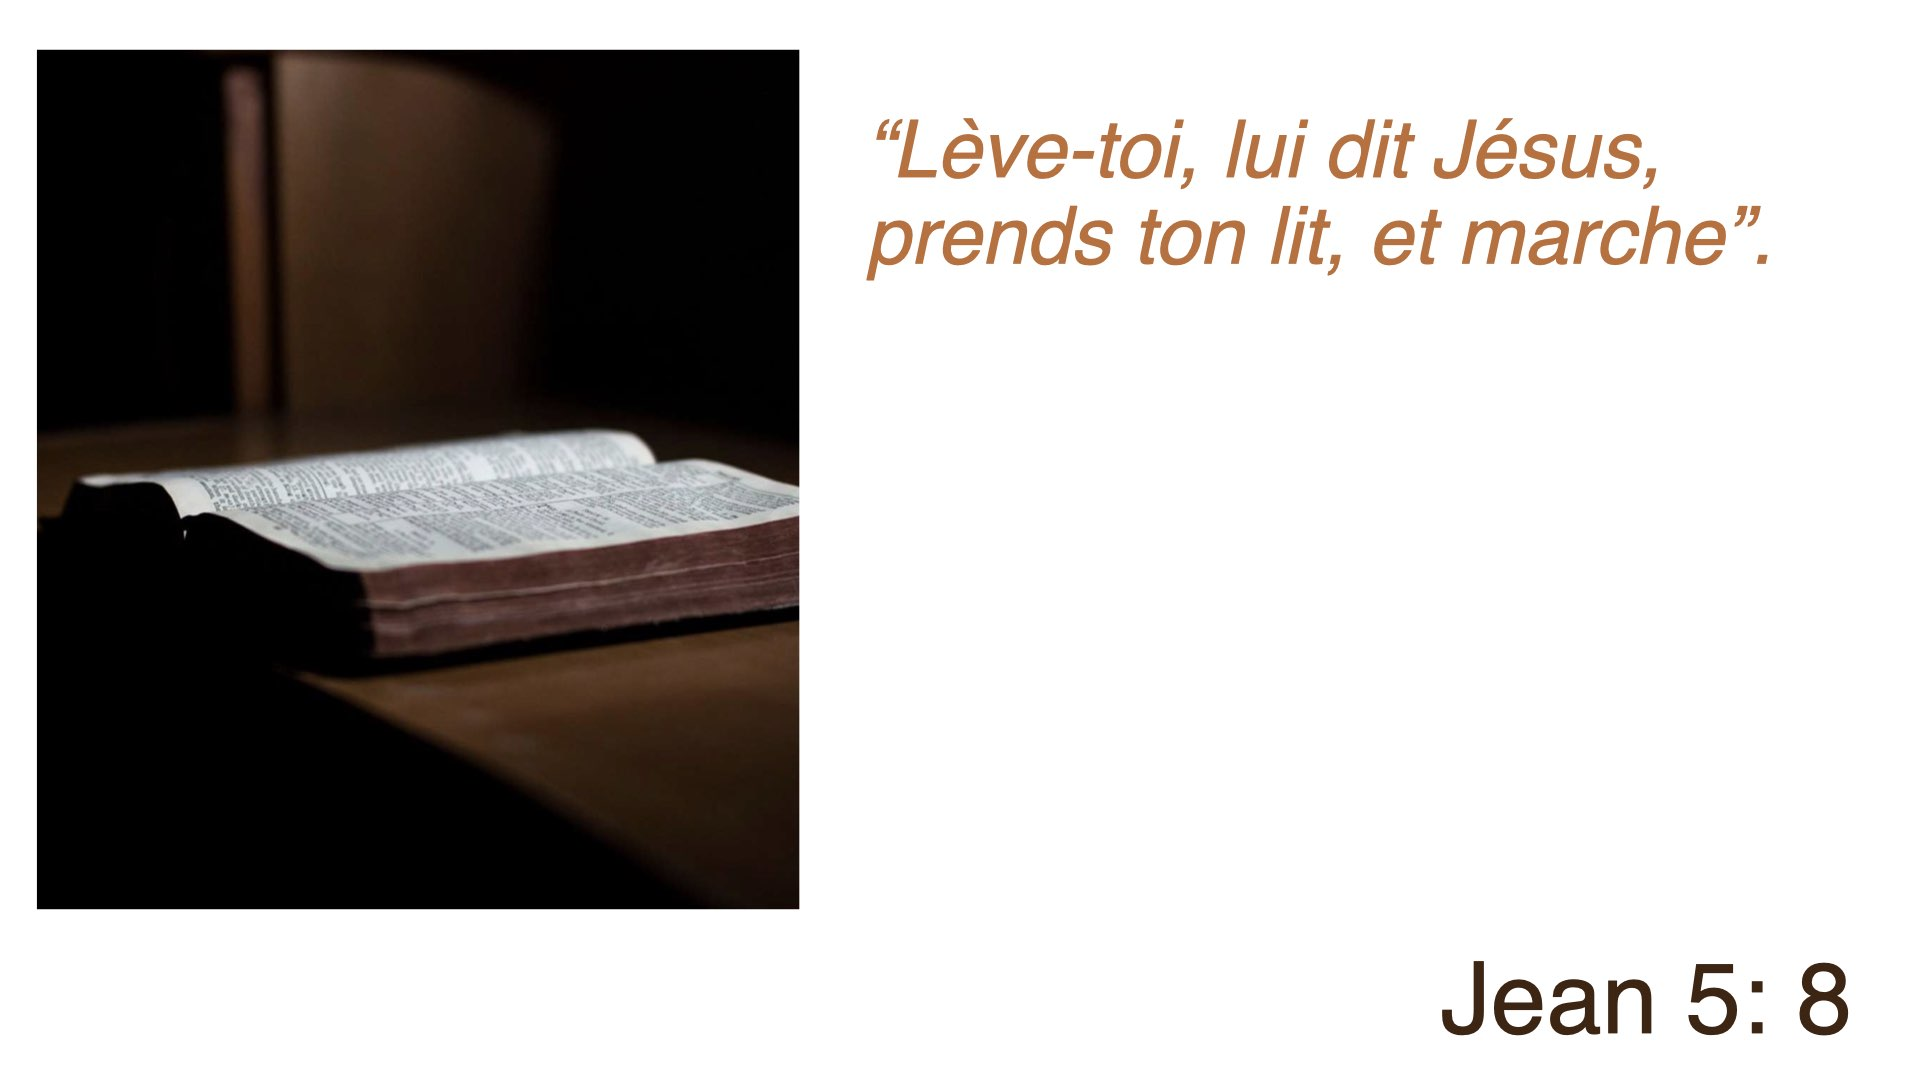 “Lève-toi, lui dit Jésus,
prends ton lit, et marche”.
Jean 5: 8